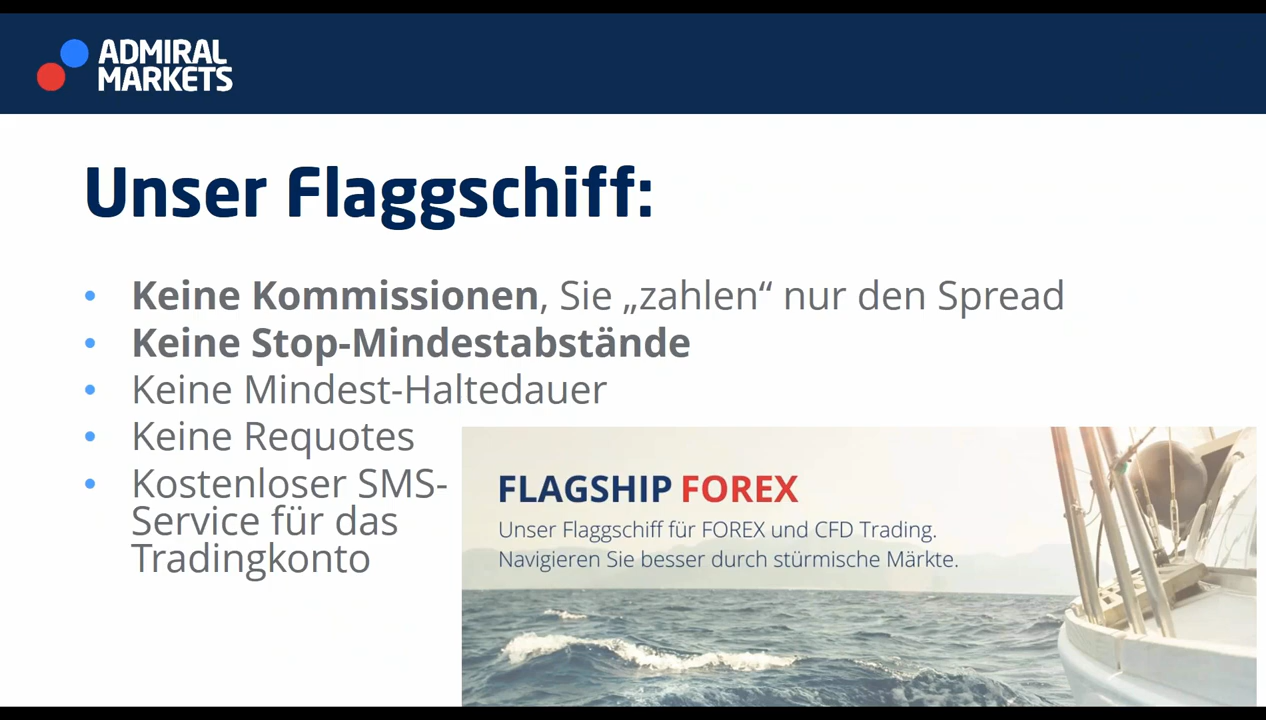 ADMIRAL
MARKETS
Unser Flaggschiff:
• Keine Kommissionen, Sie „zahlen“ nur den Spread
• Keine Stop-Mindestabstände
• Keine Mindest-Haltedauer
• Keine Requotes
• Kostenloser SMS-
Service für das
Tradingkonto
FLAGSHIP FOREX
Unser Flaggschiff für FOREX und CFD Trading.
Navigieren Sie besser durch stürmische Märkte.